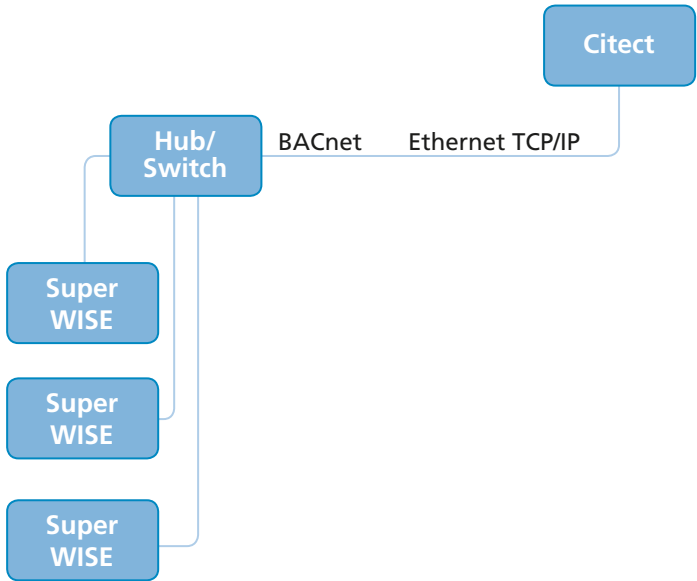 Citect
Hub/
Switch
BACnet Ethernet TCP/IP
Super
WISE
Super
WISE
Super
WISE